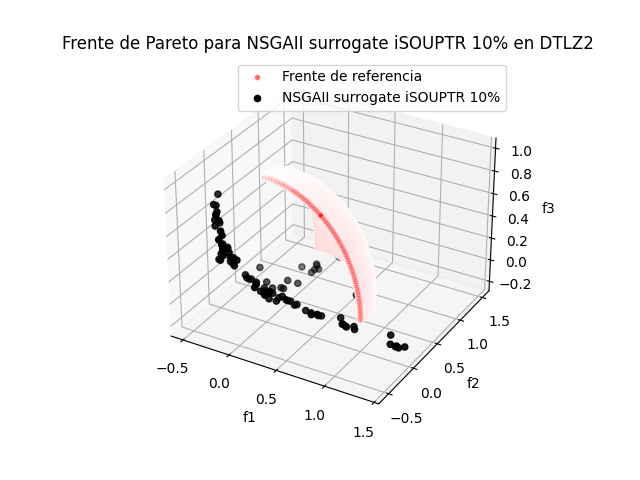 Frente de Pareto para NSGAII surrogate iSOUPTR 10% en DTLZ2
Frente de referencia
NSGAII surrogate iSOUPTR 10%
1.0
0.8
0.6
0.4
0.2
0.0
−0.2
f3
−0.5
0.0
0.5
1.0
1.5
f1
−0.5
0.0
0.5
1.0
1.5
f2